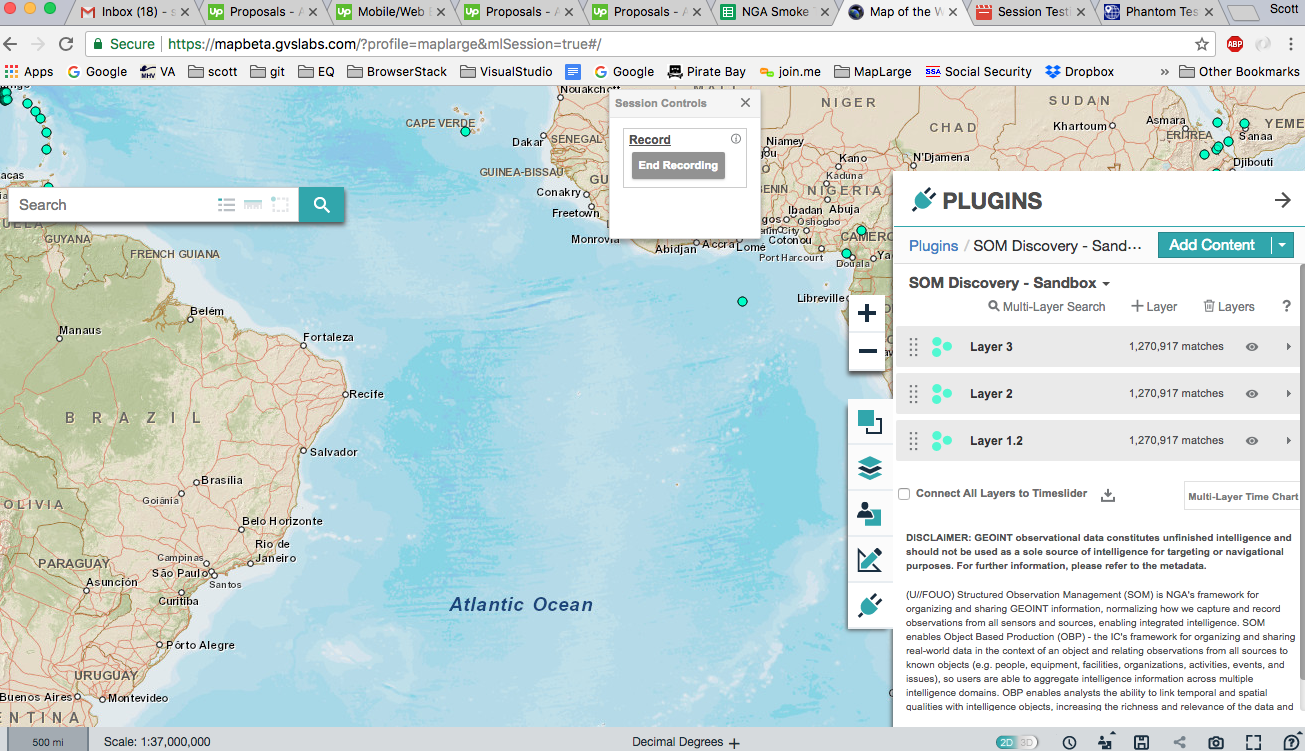 Inbox (18) - s
Proposals - A
Mobile/Web E
Proposals - A
Proposals - A
NGA Smoke T
Map of the W
Session Testi
Phantom Tes
Scott
Secure
https://mapbeta.gvslabs.com/?profile=maplarge&mlSession=true#/
ABP
Apps
Google
VA
scott
git
EQ
BrowserStack
VisualStudio
Google
Pirate Bay
join.me
MapLarge
SSA Social Security
Dropbox
»
Other Bookmarks
Nouakchott
CAPE VERDE
Dakar
SENEGAL
GUINEA-BISSAU
Conakry
Freetown
Monrovia
GU
Session Controls
Record
End Recording
NIGER
CHAD
SUDAN
Khartoum
Asmara
ERITREA
YEME
Sanaa
Djibouti
Niamey
Kano
N'Djamena
Kaduna
NIGERIA
Ibadan
Abuja
Oshogbo
Cotonou
Port Harcourt
CAMERO
Douala
Abidjan
Accra
Lome
Libreville
acas
Search
GUYANA
FRENCH GUIANA
Belém
Manaus
Fortaleza
Recife
BRAZIL
Salvador
Brasilia
Goiânia
OLIVIA
Belo Horizonte
Rio de
Janeiro
Campinas
São Paulo
Santos
PARAGUAY
Asunción
Curitiba
Pôrto Alegre
URUGUAY
Buenos Aires
Montevideo
ENTINA
Atlantic Ocean
PLUGINS
Plugins / SOM Discovery - Sand···
Add Content
SOM Discovery - Sandbox
Multi-Layer Search
Layer
Layers
?
Layer 3 1,270,917 matches
Layer 2 1,270,917 matches
Layer 1.2 1,270,917 matches
Connect All Layers to Timeslider
Multi-Layer Time Chart
DISCLAIMER: GEOINT observational data constitutes unfinished intelligence and
should not be used as a sole source of intelligence for targeting or navigational
purposes. For further information, please refer to the metadata.
(U//FOUO) Structured Observation Management (SOM) is NGA's framework for
organizing and sharing GEOINT information, normalizing how we capture and record
observations from all sensors and sources, enabling integrated intelligence. SOM
enables Object Based Production (OBP) - the IC's framework for organizing and sharing
real-world data in the context of an object and relating observations from all sources to
known objects (e.g. people, equipment, facilities, organizations, activities, events, and
issues), so users are able to aggregate intelligence information across multiple
intelligence domains. OBP enables analysts the ability to link temporal and spatial
qualities with intelligence objects, increasing the richness and relevance of the data and
500 mi
Scale: 1:37,000,000
Decimal Degrees
2D 3D